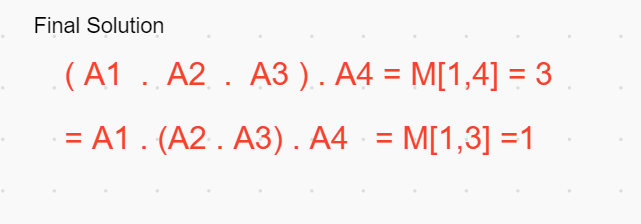 Final Solution
( A1 . A2 . A3 ) . A4 = M[1,4] = 3
= A1 . (A2 . A3) . A4 = M[1,3] =1